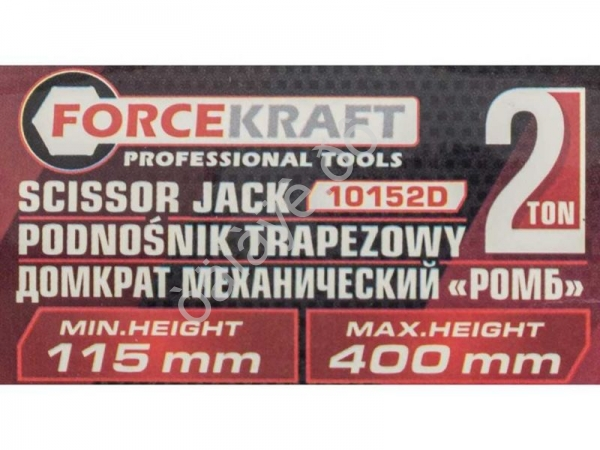 FORCEKRAFT
PROFESSIONAL TOOLS
2 TON
SCISSOR JACK 10152D
PODNOŚNIK TRAPEZOWY
ДОМКРАТ МЕХАНИЧЕСКИЙ «РОМБ»
MIN.HEIGHT
115 mm
MAX.HEIGHT
400 mm